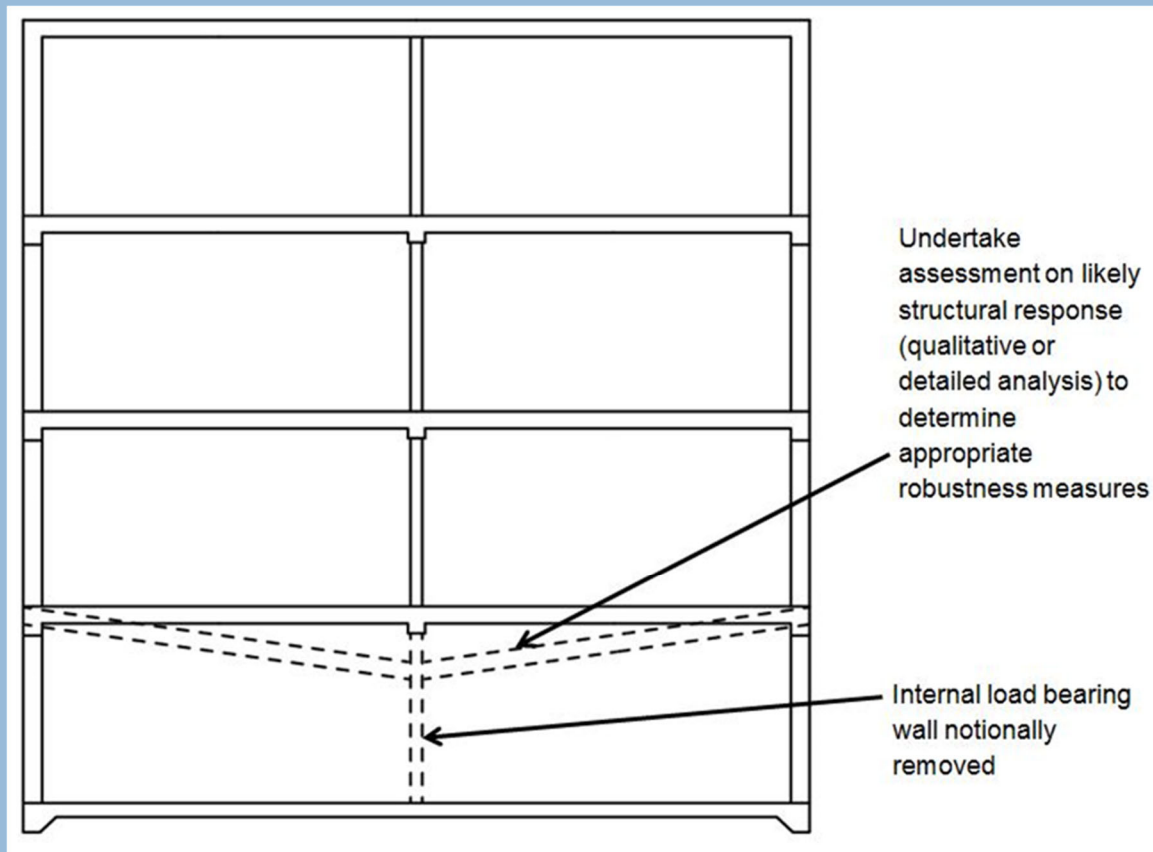 Undertake
assessment on likely
structural response
(qualitative or
detailed analysis) to
determine
appropriate
robustness measures
Internal load bearing
wall notionally
removed